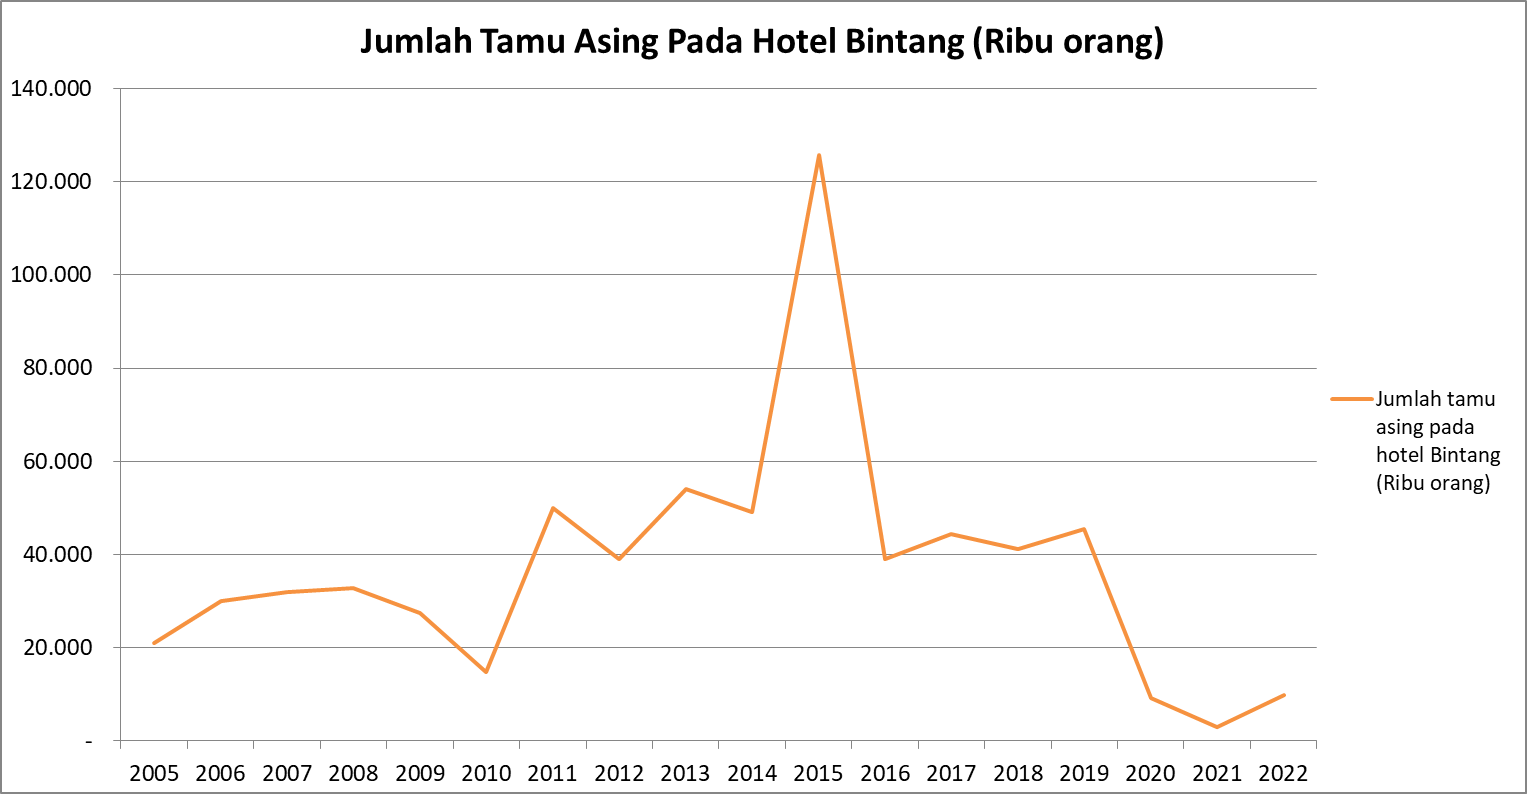 Jumlah Tamu Asing Pada Hotel Bintang (Ribu orang)
140.000
120.000
100.000
80.000
60.000
40.000
20.000
-
2005 2006 2007 2008 2009 2010 2011 2012 2013 2014 2015 2016 2017 2018 2019 2020 2021 2022
Jumlah tamu
asing pada
hotel Bintang
(Ribu orang)